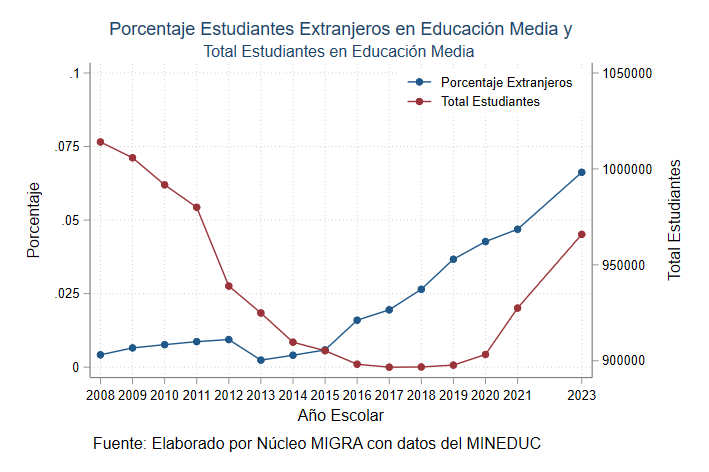 Porcentaje Estudiantes Extranjeros en Educación Media y
Total Estudiantes en Educación Media
Porcentaje Extranjeros
Total Estudiantes
.1
.075
.05
.025
0
Porcentaje
1050000
1000000
950000
900000
Total Estudiantes
2008 2009 2010 2011 2012 2013 2014 2015 2016 2017 2018 2019 2020 2021 2023
Año Escolar
Fuente: Elaborado por Núcleo MIGRA con datos del MINEDUC